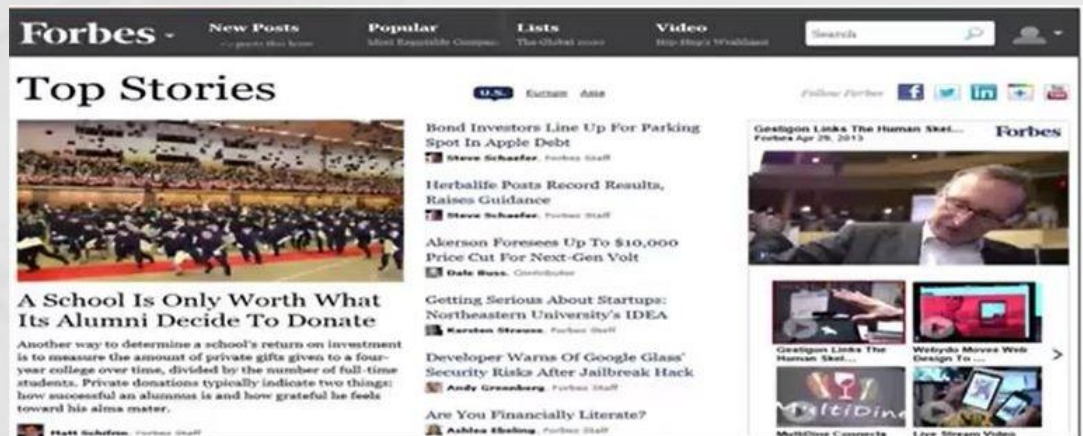 Forbes
New Posts
Popular
Lists
Video
Search
Top Stories
U.S. Europe Asia
Follow Forbes
A School Is Only Worth What
Its Alumni Decide To Donate
Another way to determine a school's return on investment
is to measure the amount of private gifts given to a four-
year college over time, divided by the number of full-time
students. Private donations typically indicate two things:
how successful an alumnus is and how grateful he feels
toward his alma mater.
Matt Schifrin, Forbes Staff
Bond Investors Line Up For Parking
Spot In Apple Debt
Steve Schaefer, Forbes Staff
Herbalife Posts Record Results,
Raises Guidance
Steve Schaefer, Forbes Staff
Akerson Foresees Up To $10,000
Price Cut For Next-Gen Volt
Dale Buss, Contributor
Getting Serious About Startups:
Northeastern University's IDEA
Karsten Strauss, Forbes Staff
Developer Warns Of Google Glass'
Security Risks After Jailbreak Hack
Andy Greenberg, Forbes Staff
Are You Financially Literate?
Ashlea Ebeling, Forbes Staff
Gestigon Links The Human Skel...
Forbes Apr 29, 2013
Forbes
Gestigon Links The
Human Skel...
Webydo Moves Web
Design To ...
MultiDine
MultiDine Connects
Live Stream Video